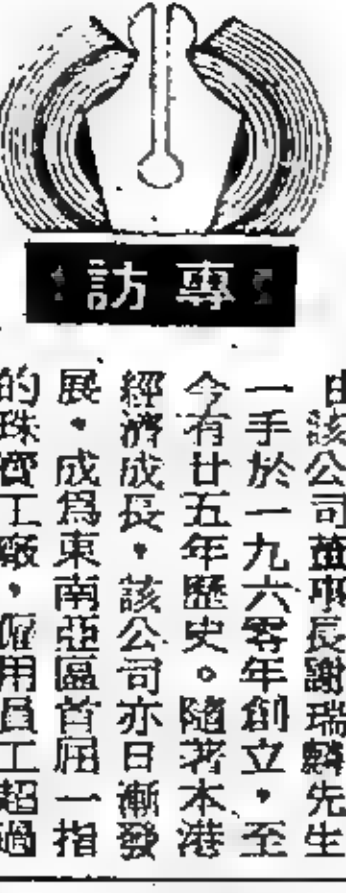 專訪
由該公司董事長謝瑞麟先生
一手於一九六零年創立,至
今有廿五年歷史。隨著本港
經濟成長,該公司亦日漸發
展,成爲東南亞區首屈一指
的珠寶工廠,僱用員工超過